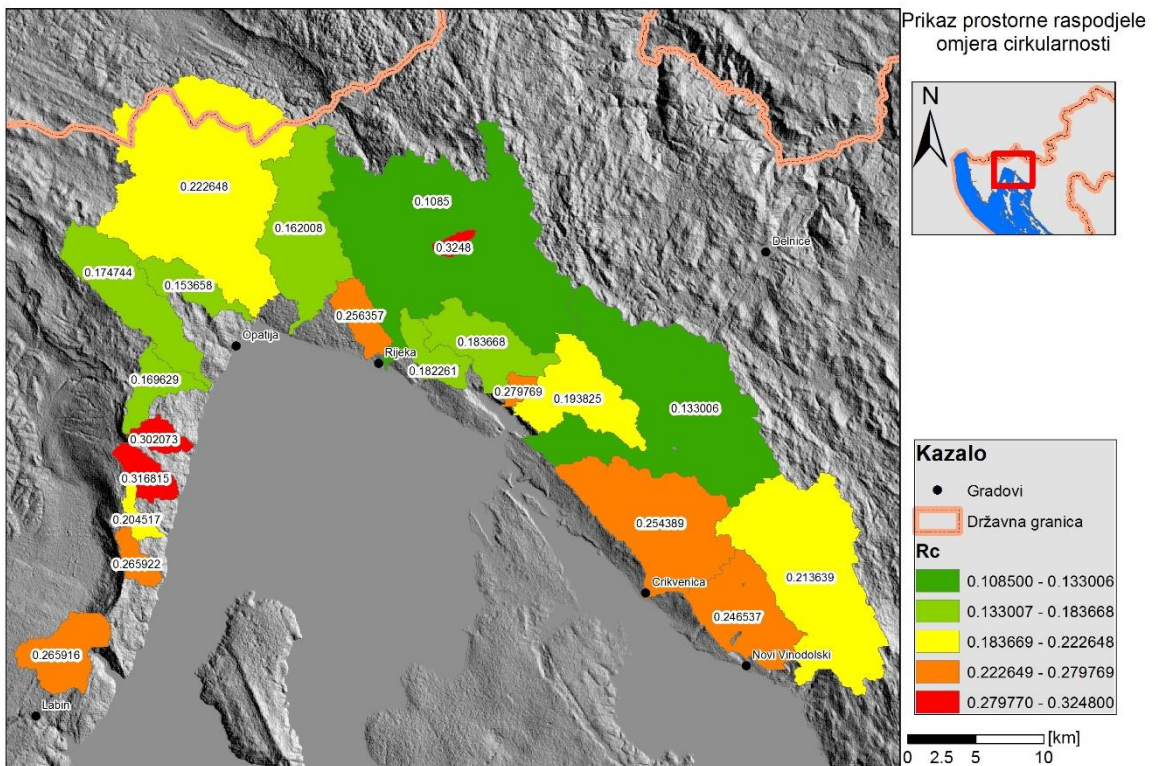 Prikaz prostorne raspodjele
omjera cirkularnosti
N
0.222648
0.1085
0.162008
0.3248
Delnice
0.174744
0.153658
0.256357
Opatija
0.183668
Rijeka
0.182261
0.169629
0.279769
0.193825
0.133006
0.302073
0.316815
0.204517
0.254389
0.265922
0.213639
Crikvenica
0.246537
0.265916
Novi Vinodolski
Labin
Kazalo
Gradovi
Državna granica
Rc
0.108500 - 0.133006
0.133007 - 0.183668
0.183669 - 0.222648
0.222649 - 0.279769
0.279770 - 0.324800
[km]
0 2.5 5 10